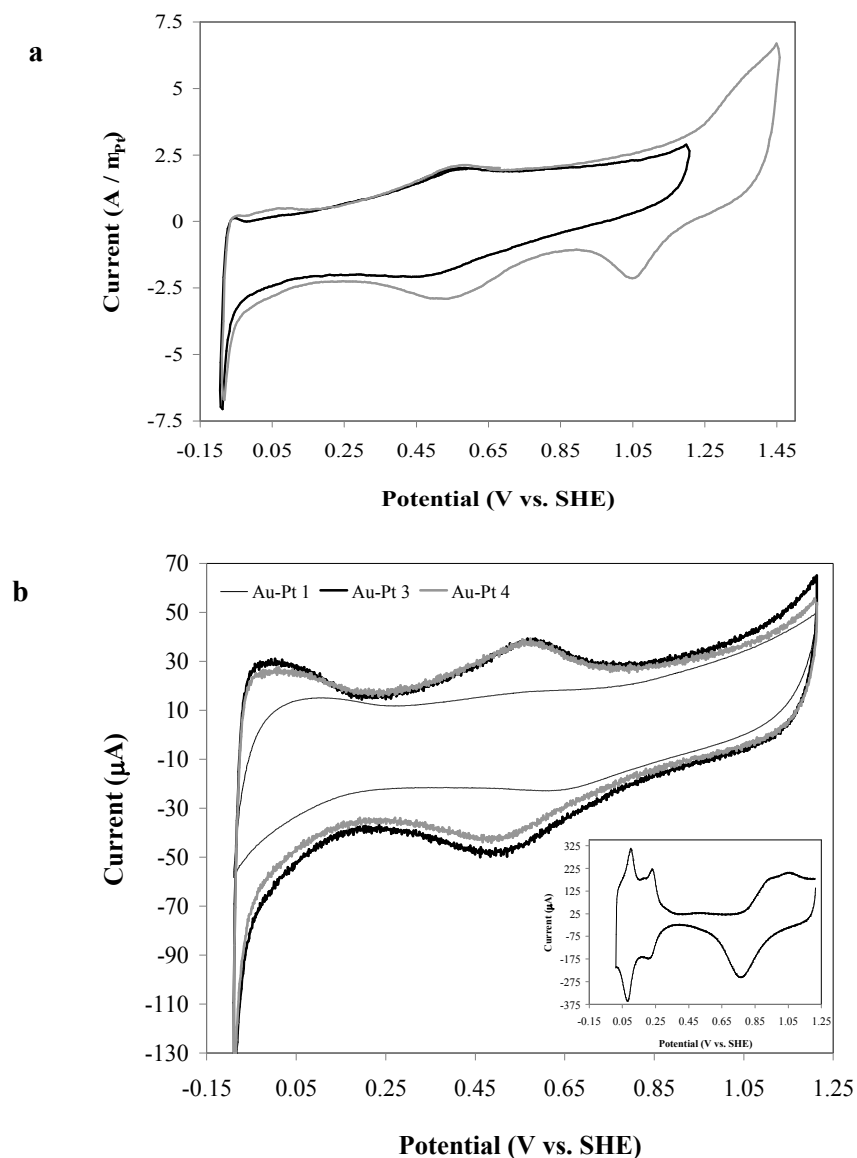 a
7.5
5
2.5
0
-2.5
-5
-7.5
-0.15 0.05 0.25 0.45 0.65 0.85 1.05 1.25 1.45
Current (A / mPt)
Potential (V vs. SHE)
b
70
50
30
10
-10
-30
-50
-70
-90
-110
-130
-0.15 0.05 0.25 0.45 0.65 0.85 1.05 1.25
Current (μA)
Potential (V vs. SHE)
Au-Pt 1 Au-Pt 3 Au-Pt 4
325
225
125
25
-75
-175
-275
-375
-0.15 0.05 0.25 0.45 0.65 0.85 1.05 1.25
Current (μA)
Potential (V vs. SHE)